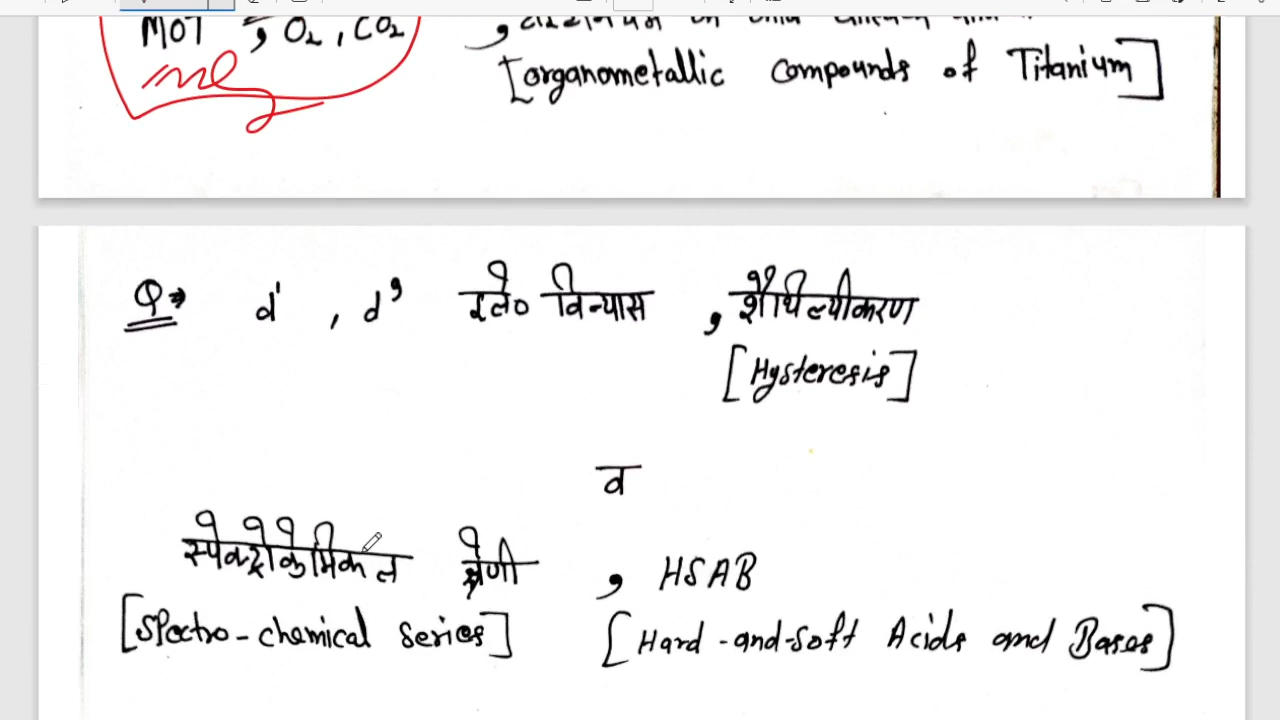 MOT , O₂ , CO₂
[organometallic compounds of Titanium]
Q⇒ d¹ , d⁹ इले० विन्यास , शैथिल्यीकरण
[Hysteresis]
व
स्पेक्ट्रोकेमिकल श्रेणी , HSAB
[Spectro-chemical series] [Hard-and-Soft Acids and Bases]